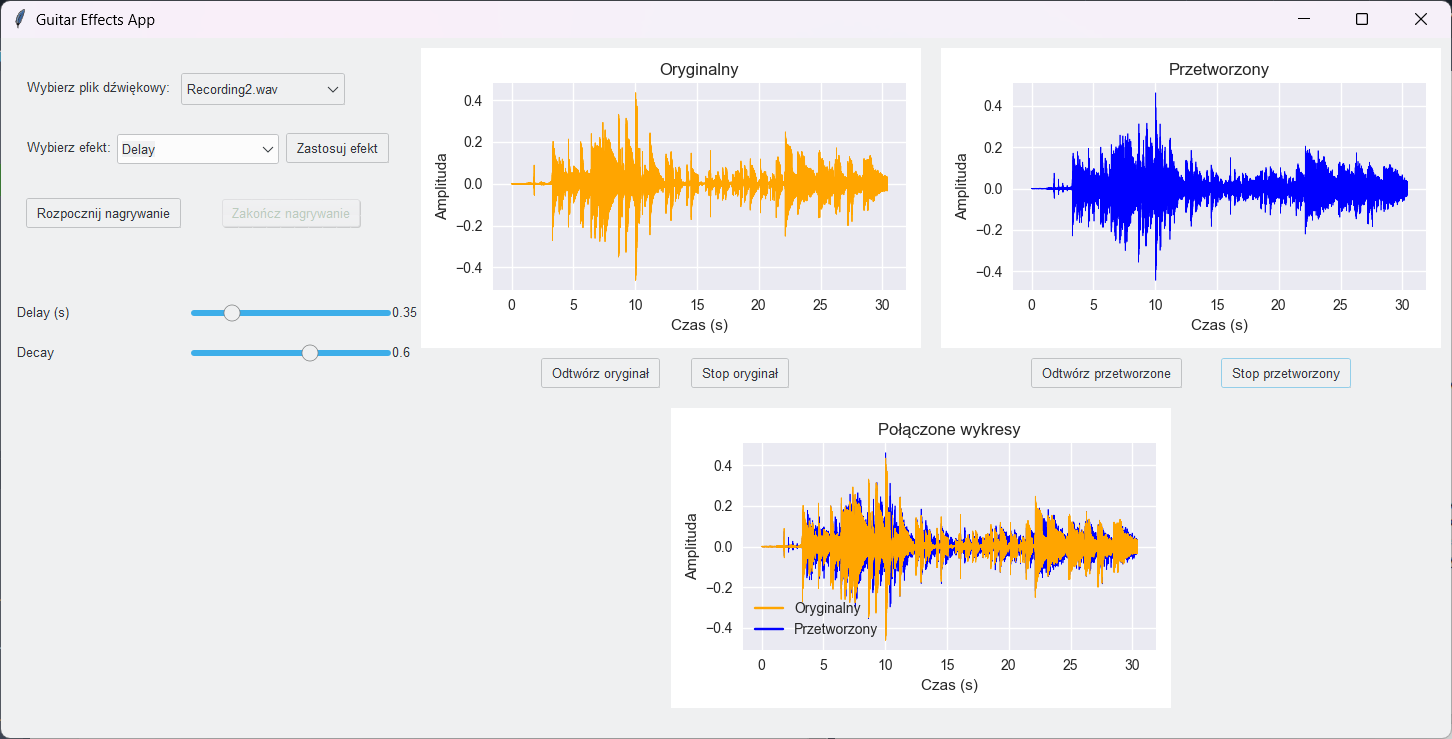 Guitar Effects App
Wybierz plik dźwiękowy: Recording2.wav
Wybierz efekt: Delay Zastosuj efekt
Rozpocznij nagrywanie Zakończ nagrywanie
Delay (s) 0.35
Decay 0.6
Oryginalny
0.4
0.2
0.0
−0.2
−0.4
Amplituda
0 5 10 15 20 25 30
Czas (s)
Odtwórz oryginał Stop oryginał
Przetworzony
0.4
0.2
0.0
−0.2
−0.4
Amplituda
0 5 10 15 20 25 30
Czas (s)
Odtwórz przetworzone Stop przetworzony
Połączone wykresy
0.4
0.2
0.0
−0.2
−0.4
Amplituda
Oryginalny
Przetworzony
0 5 10 15 20 25 30
Czas (s)